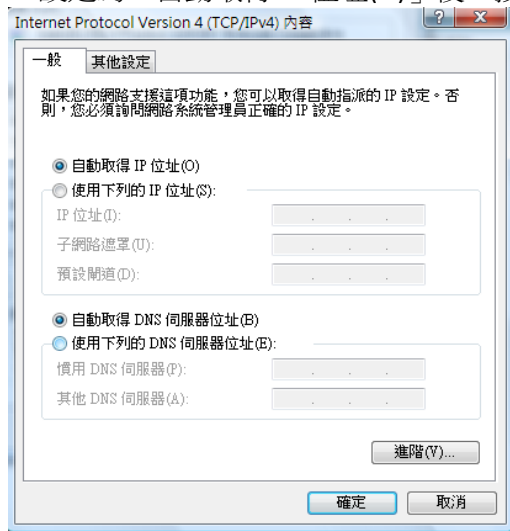 Internet Protocol Version 4 (TCP/IPv4) 內容
一般
其他設定
如果您的網路支援這項功能，您可以取得自動指派的 IP 設定。否
則，您必須詢問網路系統管理員正確的 IP 設定。
自動取得 IP 位址(O)
使用下列的 IP 位址(S):
IP 位址(I):
子網路遮罩(U):
預設閘道(D):
自動取得 DNS 伺服器位址(B)
使用下列的 DNS 伺服器位址(E):
慣用 DNS 伺服器(P):
其他 DNS 伺服器(A):
進階(V)...
確定
取消